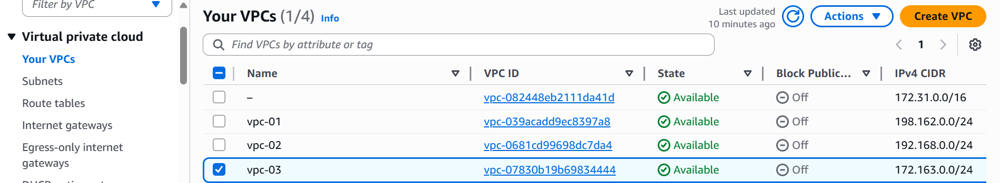 Filter by VPC
Virtual private cloud
Your VPCs
Subnets
Route tables
Internet gateways
Egress-only internet
gateways
Your VPCs (1/4) Info
Last updated
10 minutes ago
Actions
Create VPC
Find VPCs by attribute or tag
1
Name VPC ID State Block Public... IPv4 CIDR
– vpc-082448eb2111da41d Available Off 172.31.0.0/16
vpc-01 vpc-039acadd9ec8397a8 Available Off 198.162.0.0/24
vpc-02 vpc-0681cd99698dc7da4 Available Off 192.168.0.0/24
vpc-03 vpc-07830b19b69834444 Available Off 172.163.0.0/24